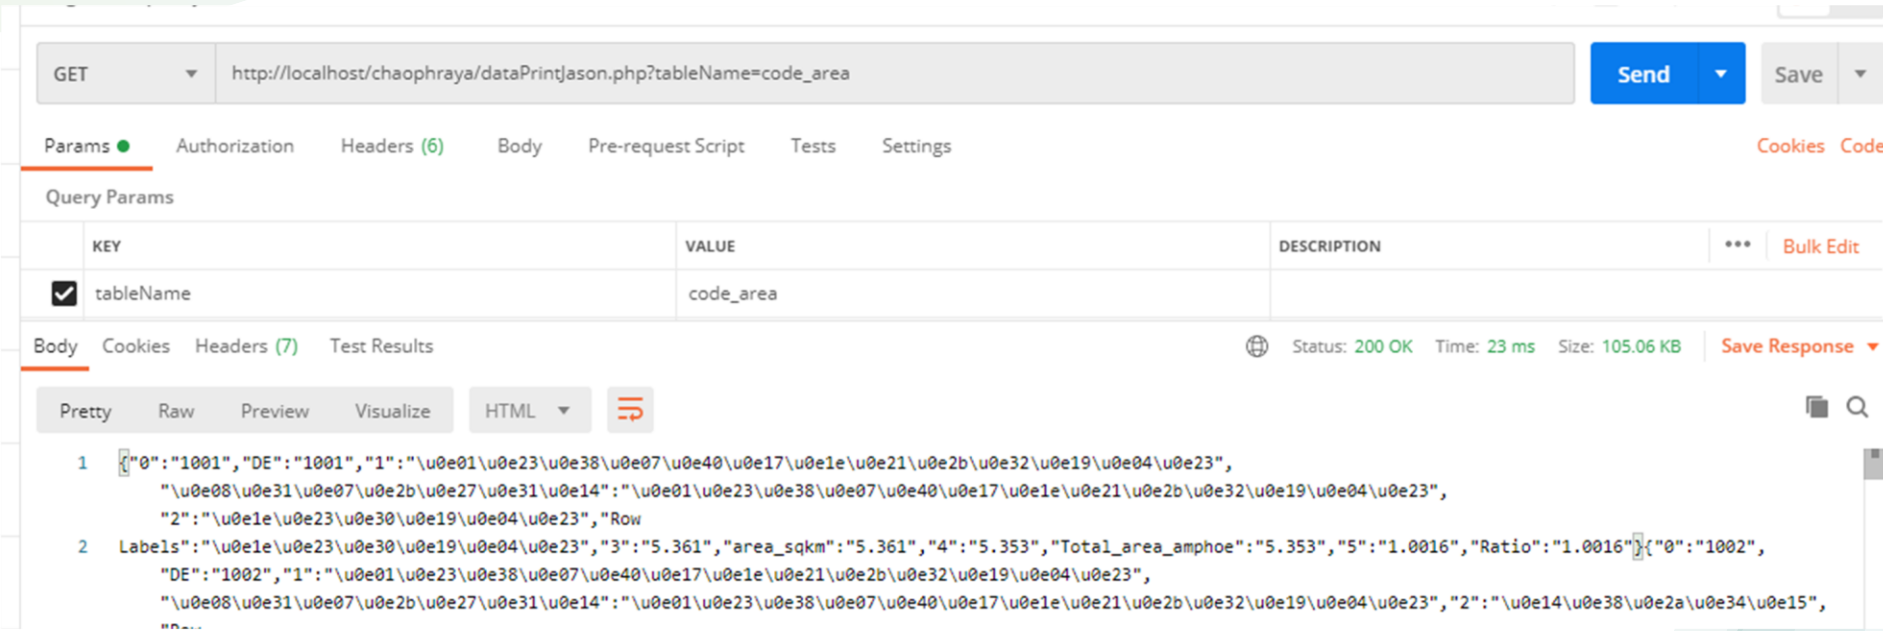 GET http://localhost/chaophraya/dataPrintJason.php?tableName=code_area Send Save
Params Authorization Headers (6) Body Pre-request Script Tests Settings Cookies Code
Query Params
KEY VALUE DESCRIPTION ••• Bulk Edit
tableName code_area
Body Cookies Headers (7) Test Results Status: 200 OK Time: 23 ms Size: 105.06 KB Save Response
Pretty Raw Preview Visualize HTML
1 {"0":"1001","DE":"1001","1":"\u0e01\u0e23\u0e38\u0e07\u0e40\u0e17\u0e1e\u0e21\u0e2b\u0e32\u0e19\u0e04\u0e23",
"\u0e08\u0e31\u0e07\u0e2b\u0e27\u0e31\u0e14":"\u0e01\u0e23\u0e38\u0e07\u0e40\u0e17\u0e1e\u0e21\u0e2b\u0e32\u0e19\u0e04\u0e23",
"2":"\u0e1e\u0e23\u0e30\u0e19\u0e04\u0e23","Row
2 Labels":"\u0e1e\u0e23\u0e30\u0e19\u0e04\u0e23","3":"5.361","area_sqkm":"5.361","4":"5.353","Total_area_amphoe":"5.353","5":"1.0016","Ratio":"1.0016"}{"0":"1002",
"DE":"1002","1":"\u0e01\u0e23\u0e38\u0e07\u0e40\u0e17\u0e1e\u0e21\u0e2b\u0e32\u0e19\u0e04\u0e23",
"\u0e08\u0e31\u0e07\u0e2b\u0e27\u0e31\u0e14":"\u0e01\u0e23\u0e38\u0e07\u0e40\u0e17\u0e1e\u0e21\u0e2b\u0e32\u0e19\u0e04\u0e23","2":"\u0e14\u0e38\u0e2a\u0e34\u0e15",
"Row